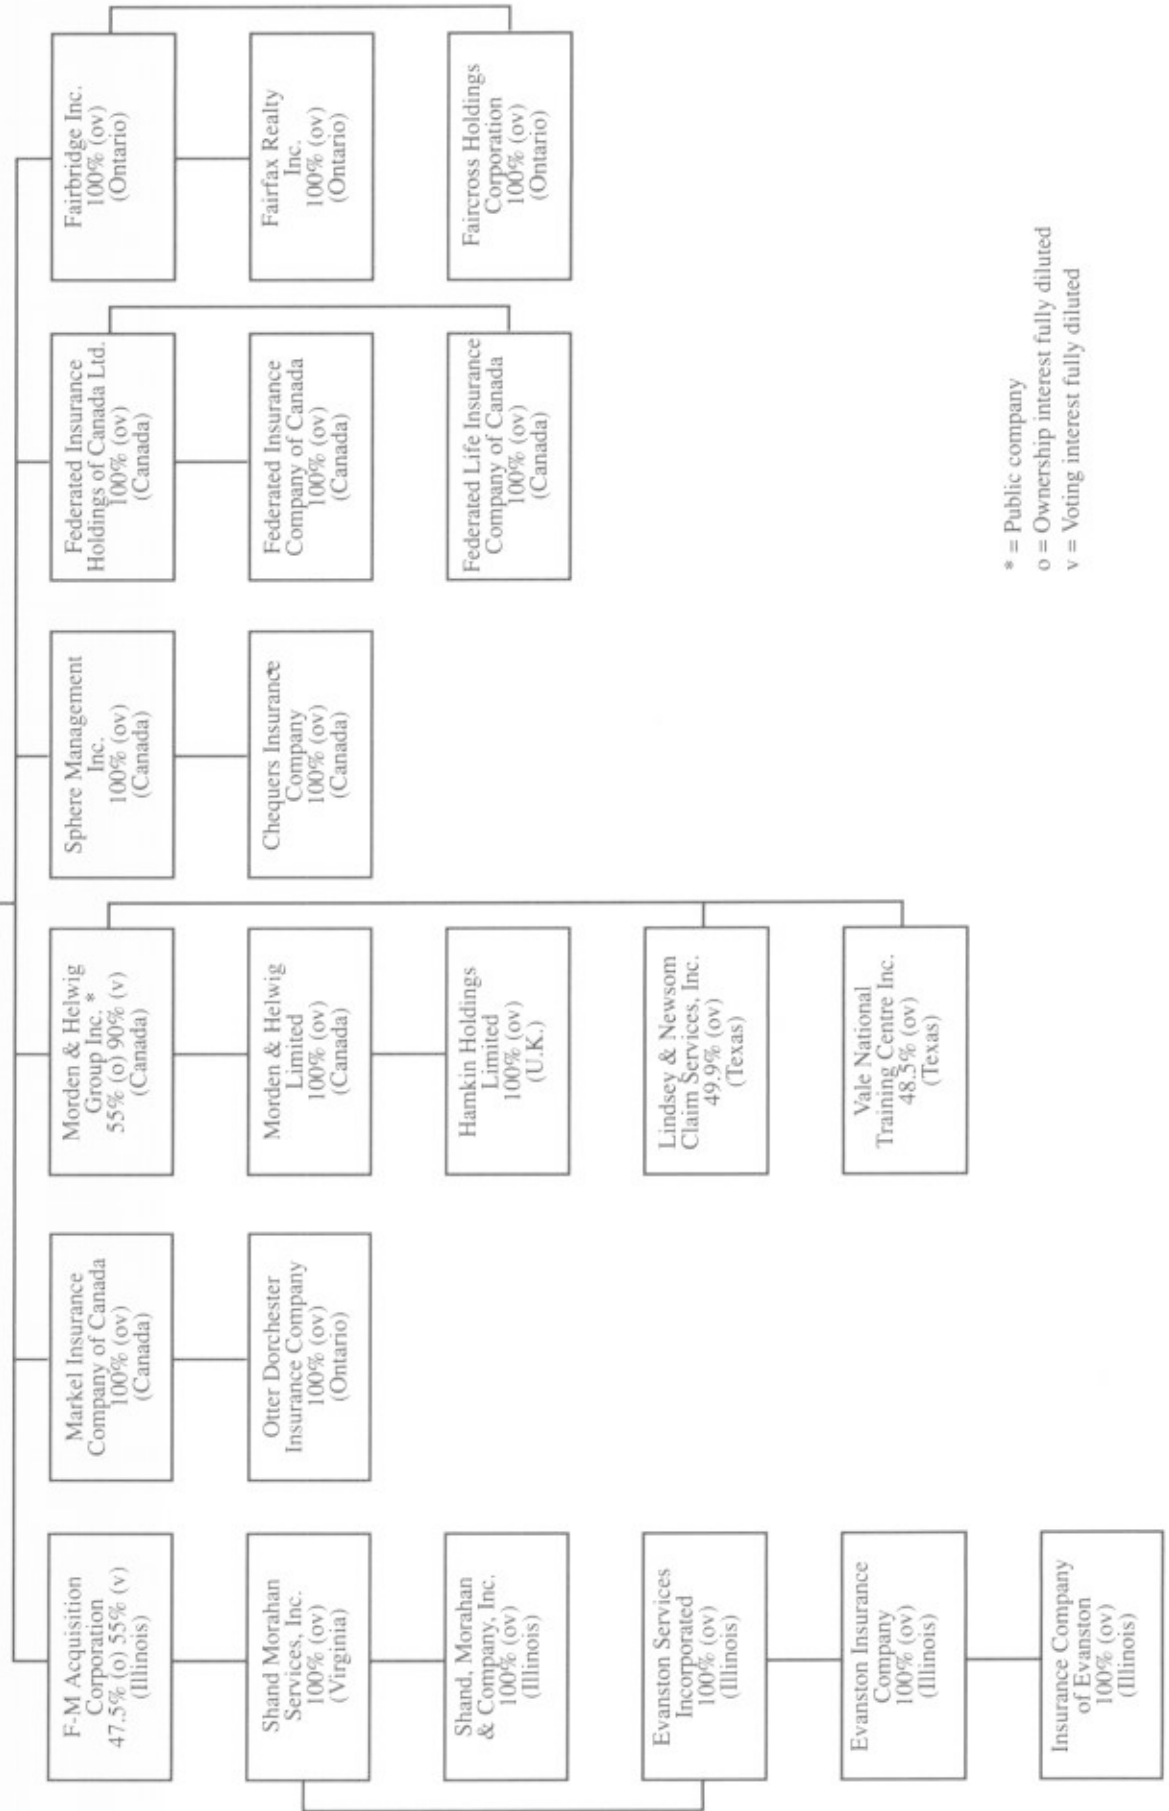 F-M Acquisition
Corporation
47.5% (o) 55% (v)
(Illinois)
Shand Morahan
Services, Inc.
100% (ov)
(Virginia)
Shand, Morahan
& Company, Inc.
100% (ov)
(Illinois)
Evanston Services
Incorporated
100% (ov)
(Illinois)
Evanston Insurance
Company
100% (ov)
(Illinois)
Insurance Company
of Evanston
100% (ov)
(Illinois)
Markel Insurance
Company of Canada
100% (ov)
(Canada)
Otter Dorchester
Insurance Company
100% (ov)
(Ontario)
Morden & Helwig
Group Inc. *
55% (o) 90% (v)
(Canada)
Morden & Helwig
Limited
100% (ov)
(Canada)
Hamkin Holdings
Limited
100% (ov)
(U.K.)
Lindsey & Newsom
Claim Services, Inc.
49.9% (ov)
(Texas)
Vale National
Training Centre Inc.
48.5% (ov)
(Texas)
Sphere Management
Inc.
100% (ov)
(Canada)
Chequers Insurance
Company
100% (ov)
(Canada)
Federated Insurance
Holdings of Canada Ltd.
100% (ov)
(Canada)
Federated Insurance
Company of Canada
100% (ov)
(Canada)
Federated Life Insurance
Company of Canada
100% (ov)
(Canada)
Fairbridge Inc.
100% (ov)
(Ontario)
Fairfax Realty
Inc.
100% (ov)
(Ontario)
Faircross Holdings
Corporation
100% (ov)
(Ontario)
* = Public company
o = Ownership interest fully diluted
v = Voting interest fully diluted